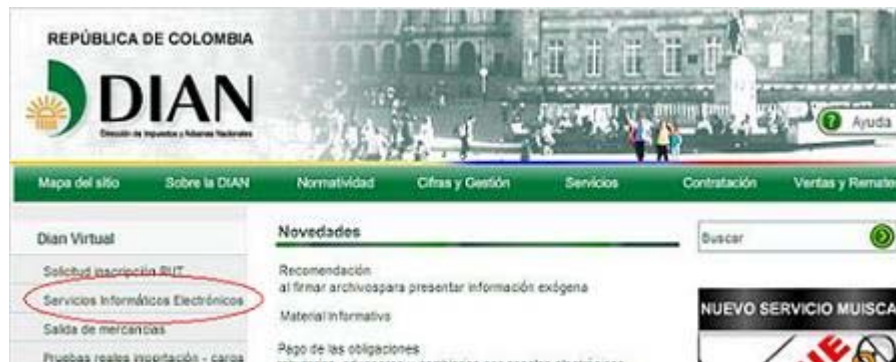 REPÚBLICA DE COLOMBIA
DIAN
Dirección de Impuestos y Aduanas Nacionales
Ayuda
Mapa del sitio
Sobre la DIAN
Normatividad
Cifras y Gestión
Servicios
Contratación
Ventas y Remate
Dian Virtual
Solicitud inscripción RUT
Servicios Informáticos Electrónicos
Salida de mercancías
Pruebas reales importación - carga
Novedades
Recomendación
al firmar archivospara presentar información exógena
Material Informativo
Pago de las obligaciones
Buscar
NUEVO SERVICIO MUISCA